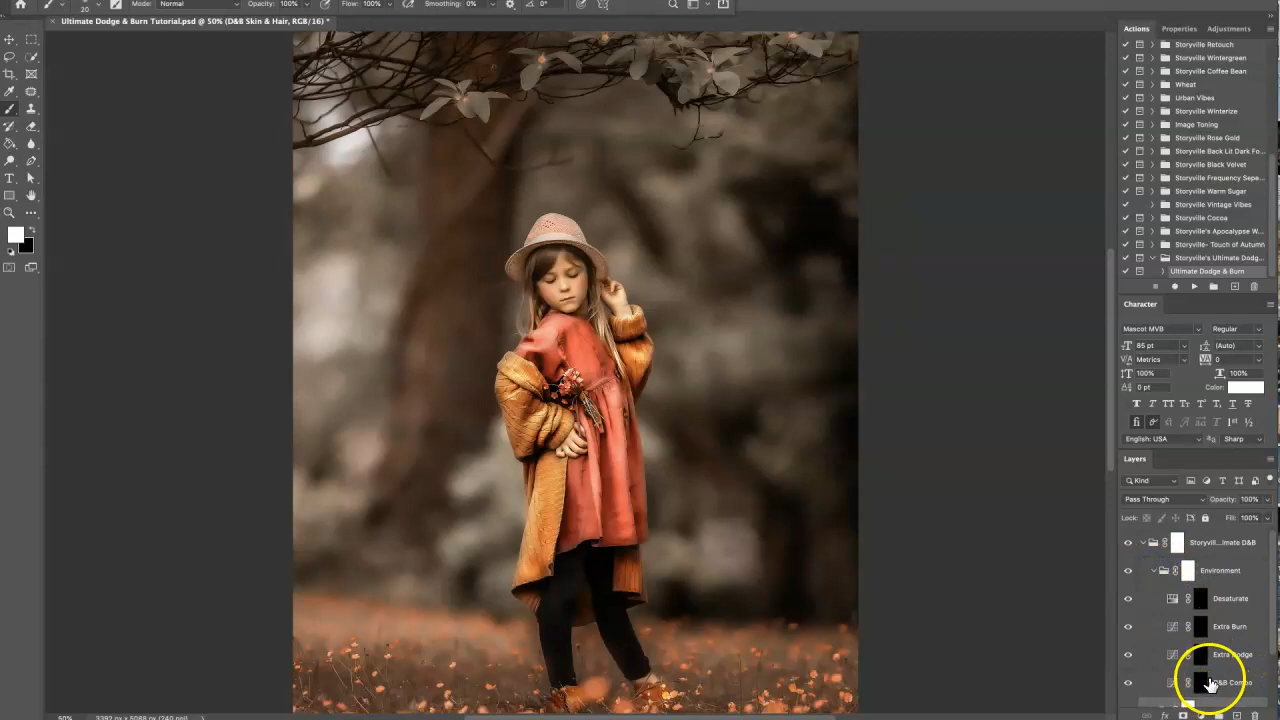 20 Mode: Normal Opacity: 100% Flow: 100% Smoothing: 0% 0°
Ultimate Dodge & Burn Tutorial.psd @ 50% (D&B Skin & Hair, RGB/16) *
Actions Properties Adjustments
Storyville Retouch
Storyville Wintergreen
Storyville Coffee Bean
Wheat
Urban Vibes
Storyville Winterize
Image Toning
Storyville Rose Gold
Storyville Back Lit Dark Fo...
Storyville Black Velvet
Storyville Frequency Sepe...
Storyville Warm Sugar
Storyville Vintage Vibes
Storyville Cocoa
Storyville's Apocalypse W...
Storyville- Touch of Autumn
Storyville's Ultimate Dodg...
Ultimate Dodge & Burn
Character
Mascot MVB Regular
85 pt (Auto)
Metrics 0
100% 100%
0 pt Color:
English: USA Sharp
Layers
Kind
Pass Through Opacity: 100%
Lock: Fill: 100%
Storyvill...imate D&B
Environment
Desaturate
Extra Burn
Extra Dodge
D&B Combo
50% 3392 px x 5088 px (240 ppi)